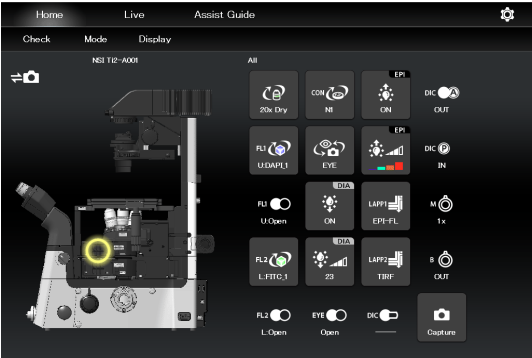 Home Live Assist Guide
Check Mode Display
NSI TI2-A001
All
20x Dry
CON
N1
EPI
ON
DIC A
OUT
FL1
U:DAPI_1
EYE
EPI
DIC P
IN
FL1
U:Open
DIA
ON
LAPP1
EPI-FL
M
1x
FL2
L:FITC_1
DIA
23
LAPP2
TIRF
B
OUT
FL2
L:Open
EYE
Open
DIC
Capture